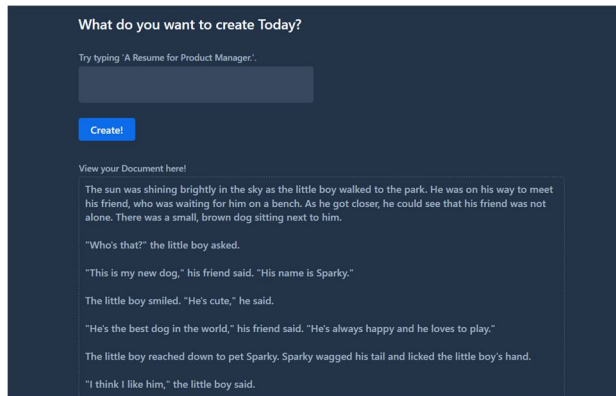 What do you want to create Today?
Try typing 'A Resume for Product Manager.'.
Create!
View your Document here!
The sun was shining brightly in the sky as the little boy walked to the park. He was on his way to meet
his friend, who was waiting for him on a bench. As he got closer, he could see that his friend was not
alone. There was a small, brown dog sitting next to him.
"Who's that?" the little boy asked.
"This is my new dog," his friend said. "His name is Sparky."
The little boy smiled. "He's cute," he said.
"He's the best dog in the world," his friend said. "He's always happy and he loves to play."
The little boy reached down to pet Sparky. Sparky wagged his tail and licked the little boy's hand.
"I think I like him," the little boy said.